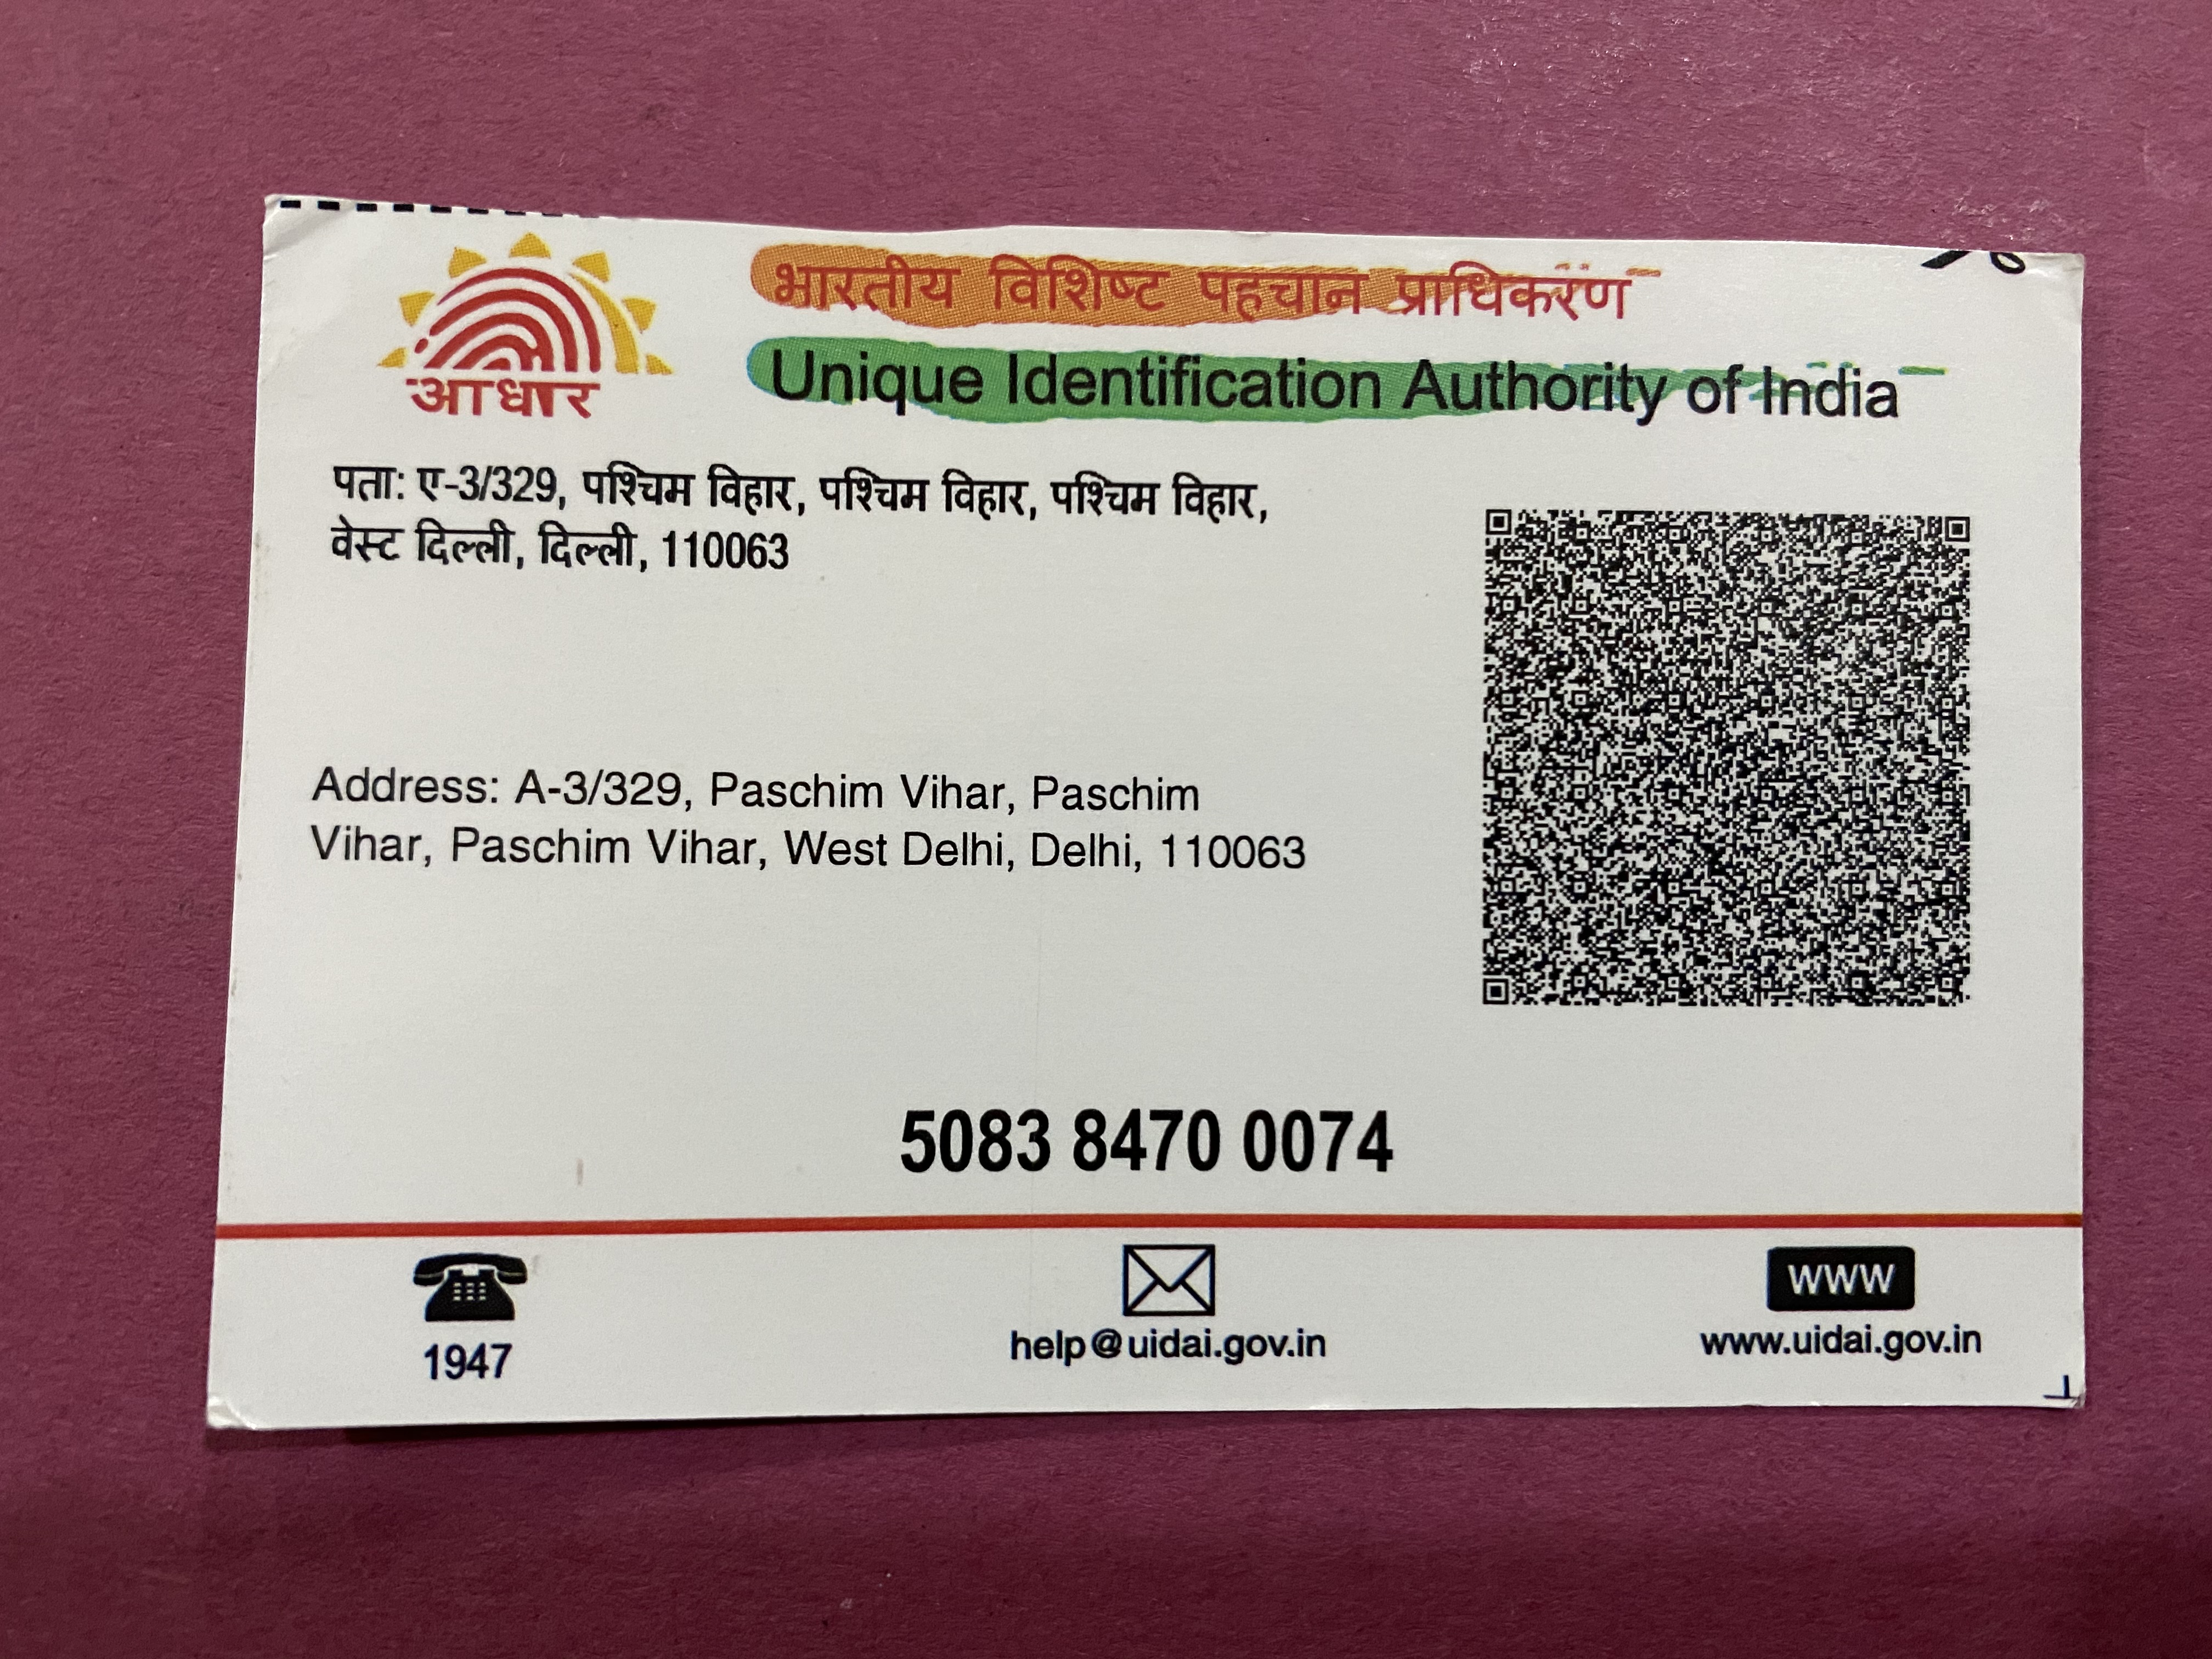 आधार
भारतीय विशिष्ट पहचान प्राधिकरण
Unique Identification Authority of India
पता: ए-3/329, पश्चिम विहार, पश्चिम विहार, पश्चिम विहार,
वेस्ट दिल्ली, दिल्ली, 110063
Address: A-3/329, Paschim Vihar, Paschim
Vihar, Paschim Vihar, West Delhi, Delhi, 110063
5083 8470 0074
1947
help@uidai.gov.in
www
www.uidai.gov.in